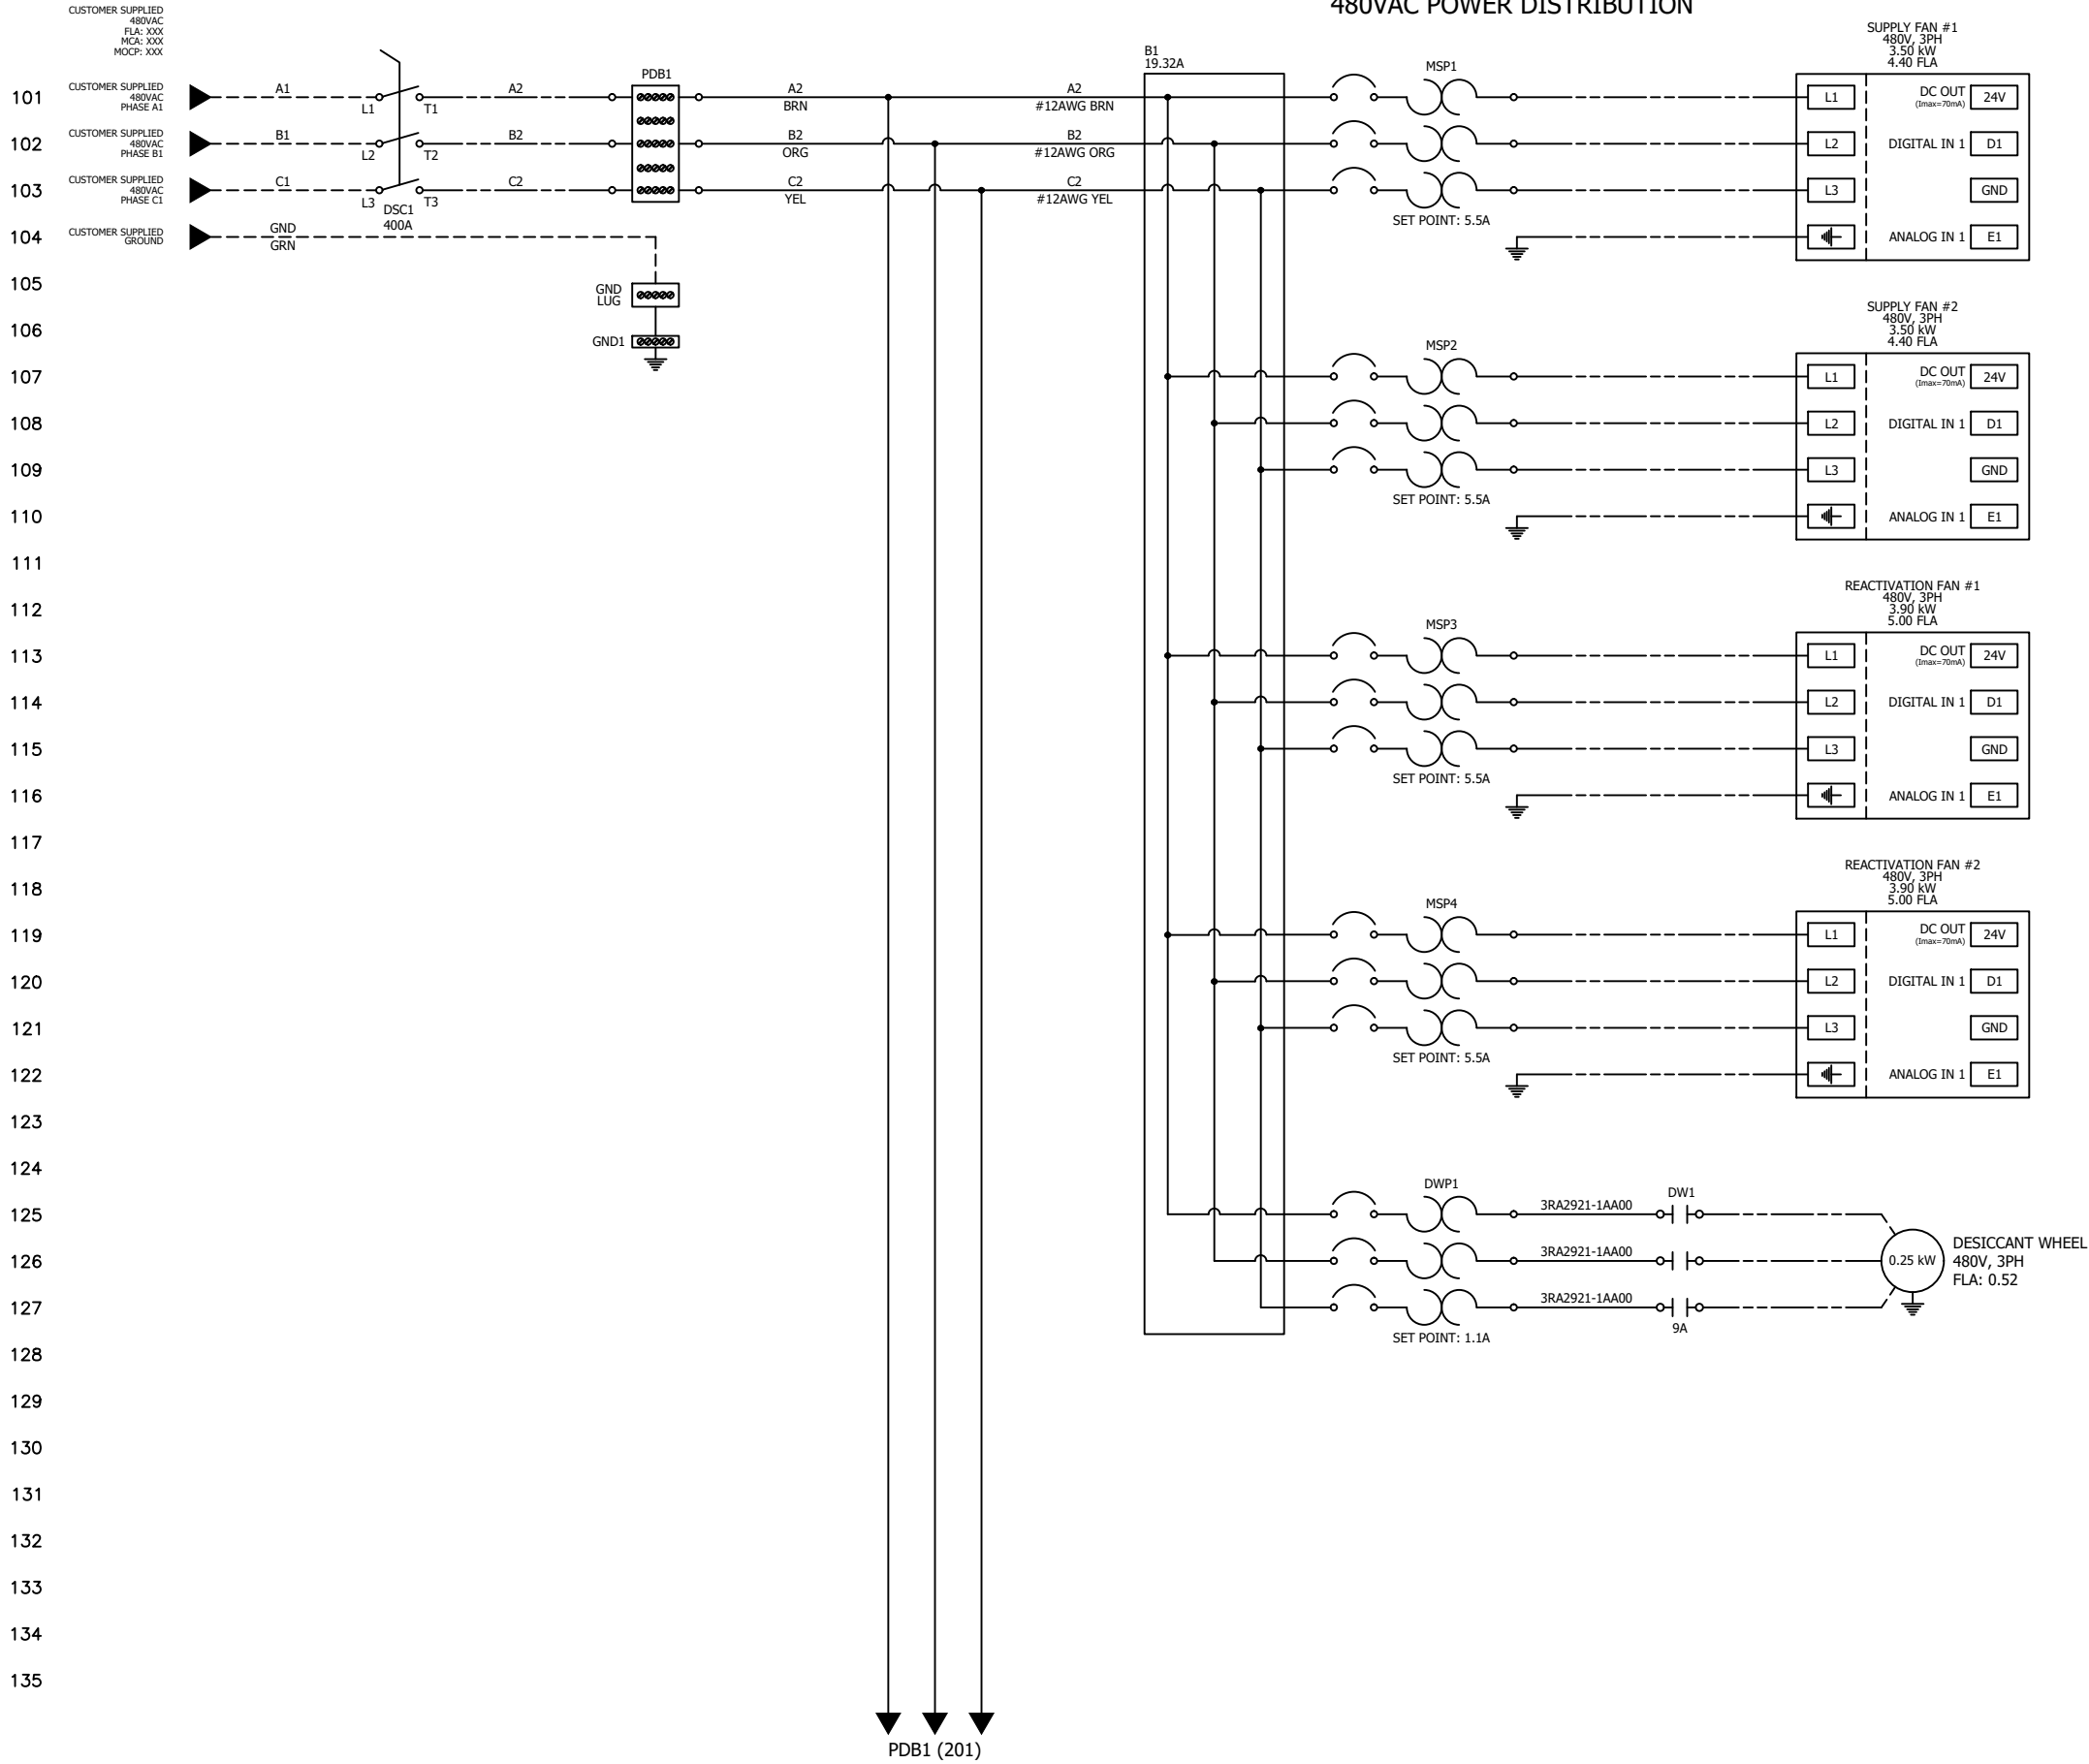 480VAC POWER DISTRIBUTION
CUSTOMER SUPPLIED
480VAC
FLA: XXX
MCA: XXX
MOCP: XXX
101
CUSTOMER SUPPLIED
480VAC
PHASE A1
A1
L1
T1
A2
PDB1
A2
BRN
A2
#12AWG BRN
B1
19.32A
MSP1
SUPPLY FAN #1
480V, 3PH
3.50 kW
4.40 FLA
L1
DC OUT
(Imax=70mA)
24V
102
CUSTOMER SUPPLIED
480VAC
PHASE B1
B1
L2
T2
B2
B2
ORG
B2
#12AWG ORG
L2
DIGITAL IN 1
D1
103
CUSTOMER SUPPLIED
480VAC
PHASE C1
C1
L3
T3
DSC1
400A
C2
C2
YEL
C2
#12AWG YEL
SET POINT: 5.5A
L3
GND
104
CUSTOMER SUPPLIED
GROUND
GND
GRN
ANALOG IN 1
E1
105
GND
LUG
106
GND1
SUPPLY FAN #2
480V, 3PH
3.50 kW
4.40 FLA
MSP2
107
L1
DC OUT
(Imax=70mA)
24V
108
L2
DIGITAL IN 1
D1
109
L3
GND
SET POINT: 5.5A
110
ANALOG IN 1
E1
111
112
REACTIVATION FAN #1
480V, 3PH
3.90 kW
5.00 FLA
MSP3
113
L1
DC OUT
(Imax=70mA)
24V
114
L2
DIGITAL IN 1
D1
115
L3
GND
SET POINT: 5.5A
116
ANALOG IN 1
E1
117
118
REACTIVATION FAN #2
480V, 3PH
3.90 kW
5.00 FLA
MSP4
119
L1
DC OUT
(Imax=70mA)
24V
120
L2
DIGITAL IN 1
D1
121
L3
GND
SET POINT: 5.5A
122
ANALOG IN 1
E1
123
124
DWP1
125
3RA2921-1AA00
DW1
126
3RA2921-1AA00
0.25 kW
DESICCANT WHEEL
480V, 3PH
FLA: 0.52
127
3RA2921-1AA00
9A
SET POINT: 1.1A
128
129
130
131
132
133
134
135
PDB1 (201)